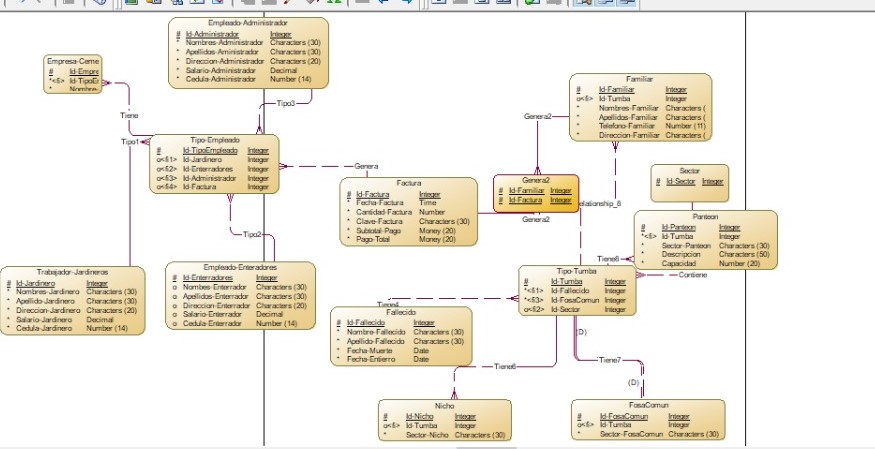 Empleado-Administrador
# Id-Administrador Integer
* Nombres-Administrador Characters (30)
* Apellidos-Aministrador Characters (30)
* Direccion-Administrador Characters (20)
* Salario-Administrador Decimal
* Cedula-Administrador Number (14)
Empresa-Ceme
# Id-Empre
*<fi> Id-TipoEr
* Nombre-
Tiene
Tipo1
Tipo3
Tipo-Empleado
# Id-TipoEmpleado Integer
o<fi1> Id-Jardinero Integer
o<fi2> Id-Enterradores Integer
o<fi3> Id-Administrador Integer
o<fi4> Id-Factura Integer
Genera
Factura
# Id-Factura Integer
* Fecha-Factura Time
* Cantidad-Factura Number
* Clave-Factura Characters (30)
* Subtotal-Pago Money (20)
* Pago-Total Money (20)
Familiar
# Id-Familiar Integer
o<fi> Id-Tumba Integer
* Nombres-Familiar Characters (
* Apellidos-Familiar Characters (
* Telefono-Familiar Number (11)
* Direccion-Familiar Characters (
Genera2
Genera2
# Id-Familiar Integer
# Id-Factura Integer
Genera2
elationship_8
Sector
# Id-Sector Integer
Panteon
# Id-Panteon Integer
*<fi> Id-Tumba Integer
* Sector-Panteon Characters (30)
* Descripcion Characters (50)
* Capacidad Number (20)
Contiene
Tipo2
Trabajador-Jardineros
# Id-Jardinero Integer
* Nombres-Jardinero Characters (30)
* Apellido-Jardinero Characters (30)
* Direccion-Jardinero Characters (20)
* Salario-Jardinero Decimal
* Cedula-Jardinero Number (14)
Empleado-Enteradores
# Id-Enterradores Integer
o Nombes-Enterrador Characters (30)
o Apellidos-Enterrador Characters (30)
o Direccion-Enterrador Characters (20)
o Salario-Enterrador Decimal
o Cedula-Enterrador Number (14)
Tipo-Tumba
# Id-Tumba Integer
*<fi1> Id-Fallecido Integer
*<fi3> Id-FosaComun Integer
o<fi2> Id-Sector Integer
Tiene4
Fallecido
# Id-Fallecido Integer
* Nombre-Fallecido Characters (30)
* Apellido-Fallecido Characters (30)
* Fecha-Muerte Date
* Fecha-Entierro Date
(D)
Tiene7
(D)
Nicho
# Id-Nicho Integer
o<fi> Id-Tumba Integer
* Sector-Nicho Characters (30)
FosaComun
# Id-FosaComun Integer
o<fi> Id-Tumba Integer
* Sector-FosaComun Characters (30)